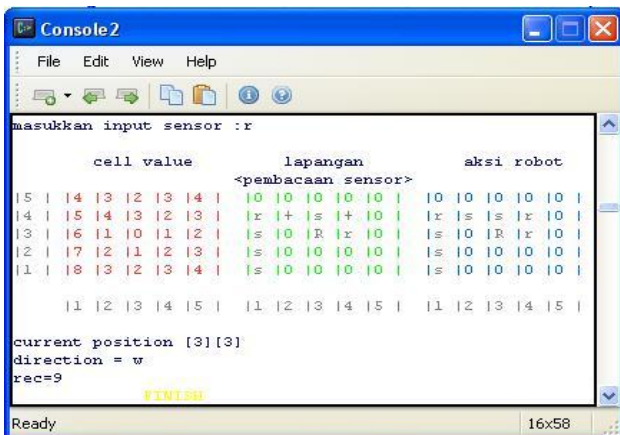 Console2
File Edit View Help
masukkan input sensor :r
cell value lapangan aksi robot
<pembacaan sensor>
|5 | |4 |3 |2 |3 |4 | |0 |0 |0 |0 |0 | |0 |0 |0 |0 |0 |
|4 | |5 |4 |3 |2 |3 | |r |+ |s |+ |0 | |r |s |s |r |0 |
|3 | |6 |1 |0 |1 |2 | |s |0 |R |r |0 | |s |0 |R |r |0 |
|2 | |7 |2 |1 |2 |3 | |s |0 |0 |0 |0 | |s |0 |0 |0 |0 |
|1 | |8 |3 |2 |3 |4 | |s |0 |0 |0 |0 | |s |0 |0 |0 |0 |
|1 |2 |3 |4 |5 | |1 |2 |3 |4 |5 | |1 |2 |3 |4 |5 |
current position [3][3]
direction = w
rec=9
FINISH
Ready 16x58